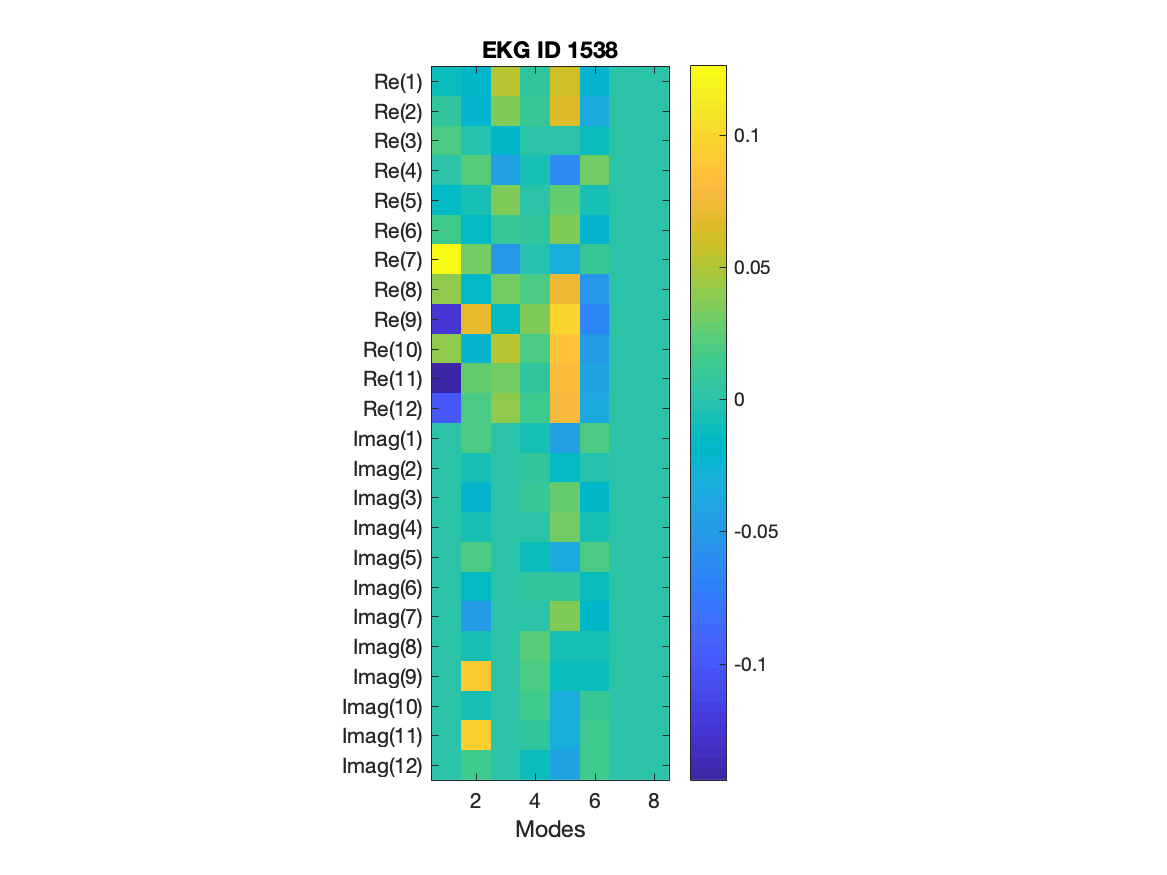 EKG ID 1538
Re(1)
Re(2)
Re(3)
Re(4)
Re(5)
Re(6)
Re(7)
Re(8)
Re(9)
Re(10)
Re(11)
Re(12)
Imag(1)
Imag(2)
Imag(3)
Imag(4)
Imag(5)
Imag(6)
Imag(7)
Imag(8)
Imag(9)
Imag(10)
Imag(11)
Imag(12)
2 4 6 8
Modes
0.1
0.05
0
-0.05
-0.1